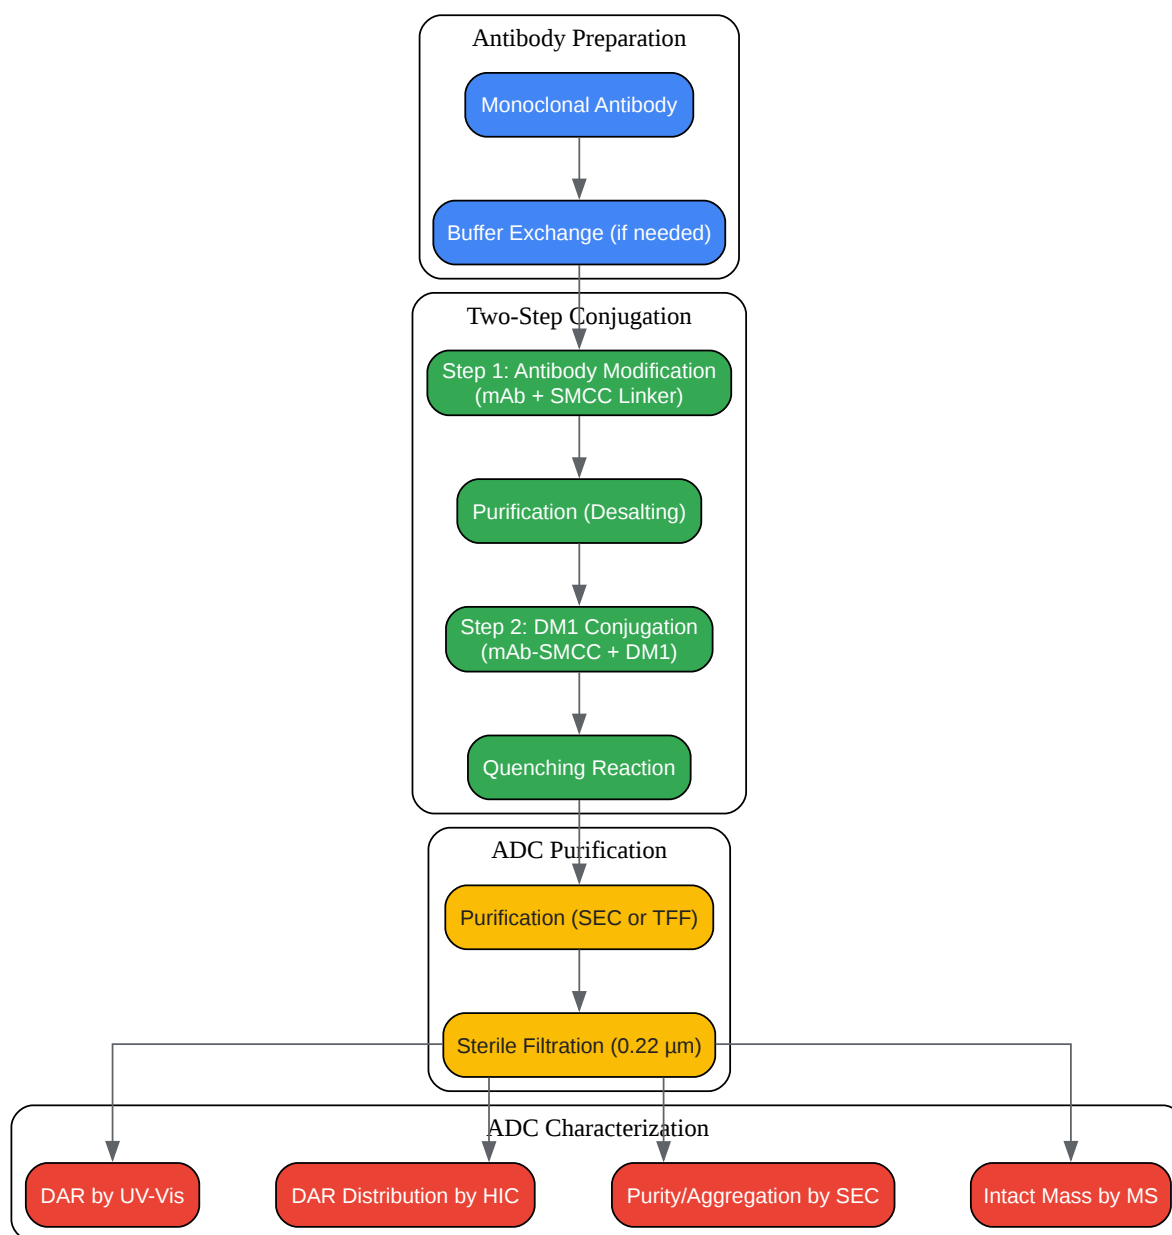 Antibody Preparation
Monoclonal Antibody
Buffer Exchange (if needed)
Two-Step Conjugation
Step 1: Antibody Modification
(mAb + SMCC Linker)
Purification (Desalting)
Step 2: DM1 Conjugation
(mAb-SMCC + DM1)
Quenching Reaction
ADC Purification
Purification (SEC or TFF)
Sterile Filtration (0.22 µm)
ADC Characterization
DAR by UV-Vis
DAR Distribution by HIC
Purity/Aggregation by SEC
Intact Mass by MS